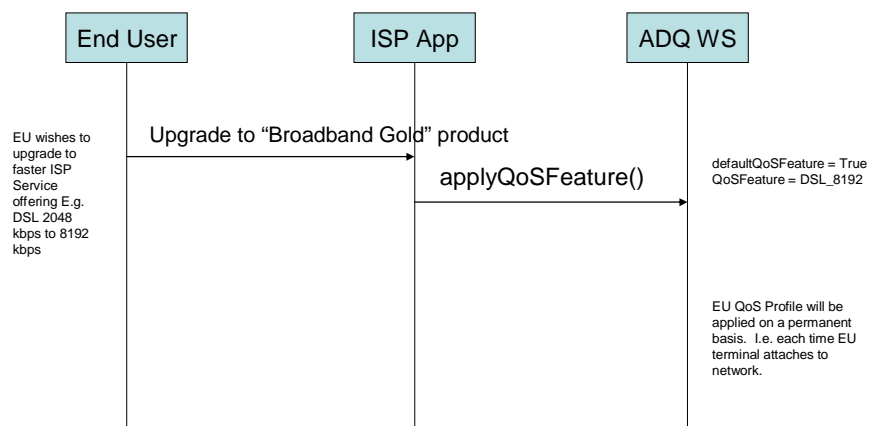 End User
ISP App
ADQ WS
EU wishes to
upgrade to
faster ISP
Service
offering E.g.
DSL 2048
kbps to 8192
kbps
Upgrade to “Broadband Gold” product
applyQoSFeature()
defaultQoSFeature = True
QoSFeature = DSL_8192
EU QoS Profile will be
applied on a permanent
basis.  I.e. each time EU
terminal attaches to
network.